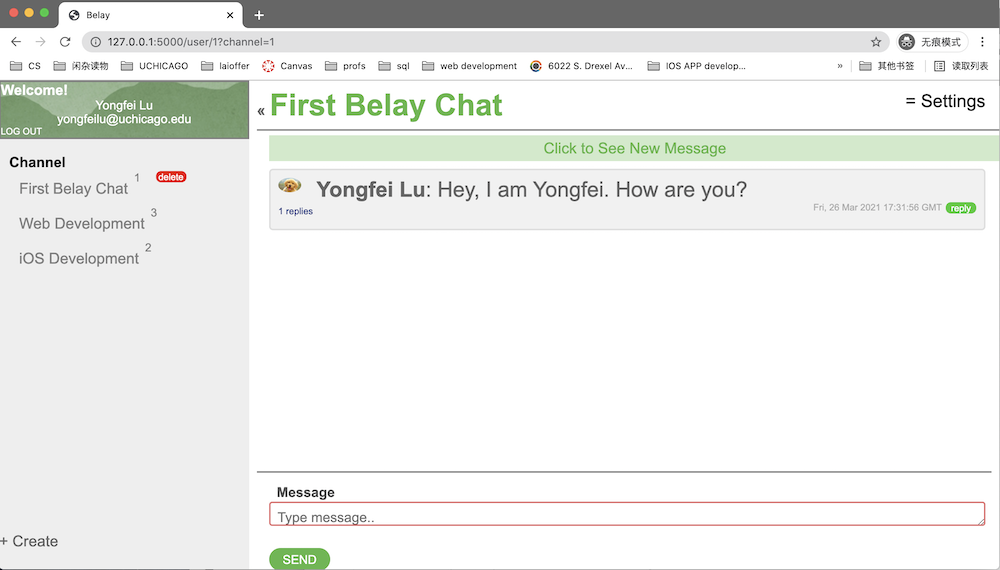 Belay
127.0.0.1:5000/user/1?channel=1
无痕模式
CS 闲杂读物 UCHICAGO laioffer Canvas profs sql web development 6022 S. Drexel Av... IOS APP develop... » 其他书签 读取列表
Welcome!
Yongfei Lu
yongfeilu@uchicago.edu
LOG OUT
Channel
First Belay Chat 1 delete
Web Development 3
iOS Development 2
+ Create
« First Belay Chat
= Settings
Click to See New Message
Yongfei Lu: Hey, I am Yongfei. How are you?
1 replies
Fri, 26 Mar 2021 17:31:56 GMT reply
Message
Type message..
SEND